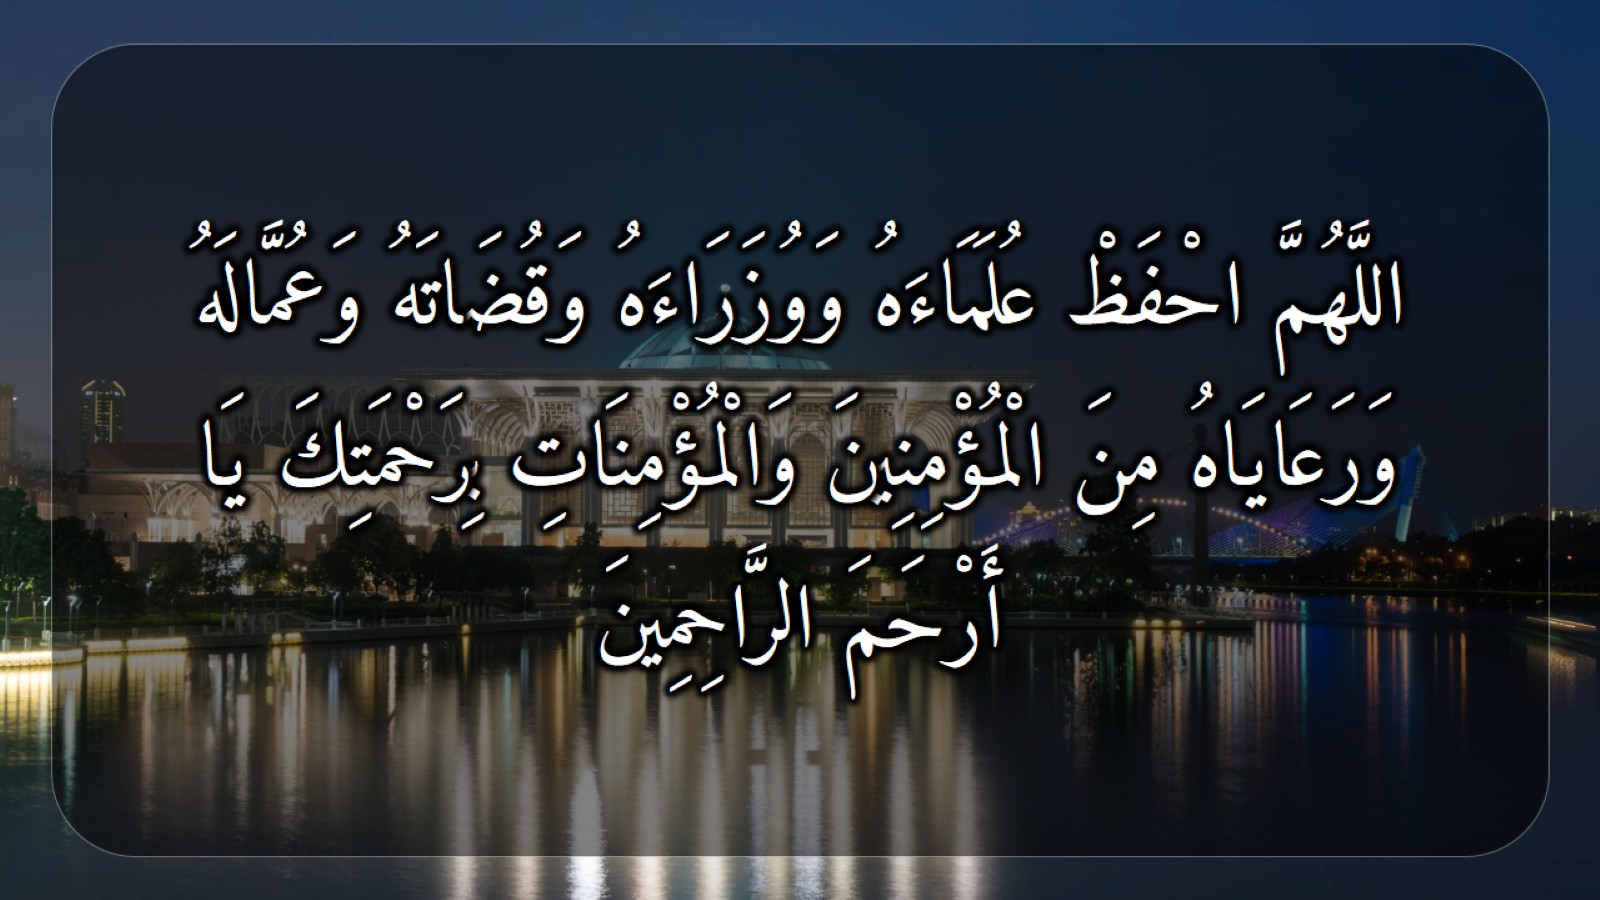 اللَّهُمَّ احْفَظْ عُلَمَاءَهُ وَوُزَرَاءَهُ وَقُضَاتَهُ وَعُمَّالَهُ
وَرَعَايَاهُ مِنَ الْمُؤْمِنِينَ وَالْمُؤْمِنَاتِ بِرَحْمَتِكَ يَا
أَرْحَمَ الرَّاحِمِينَ